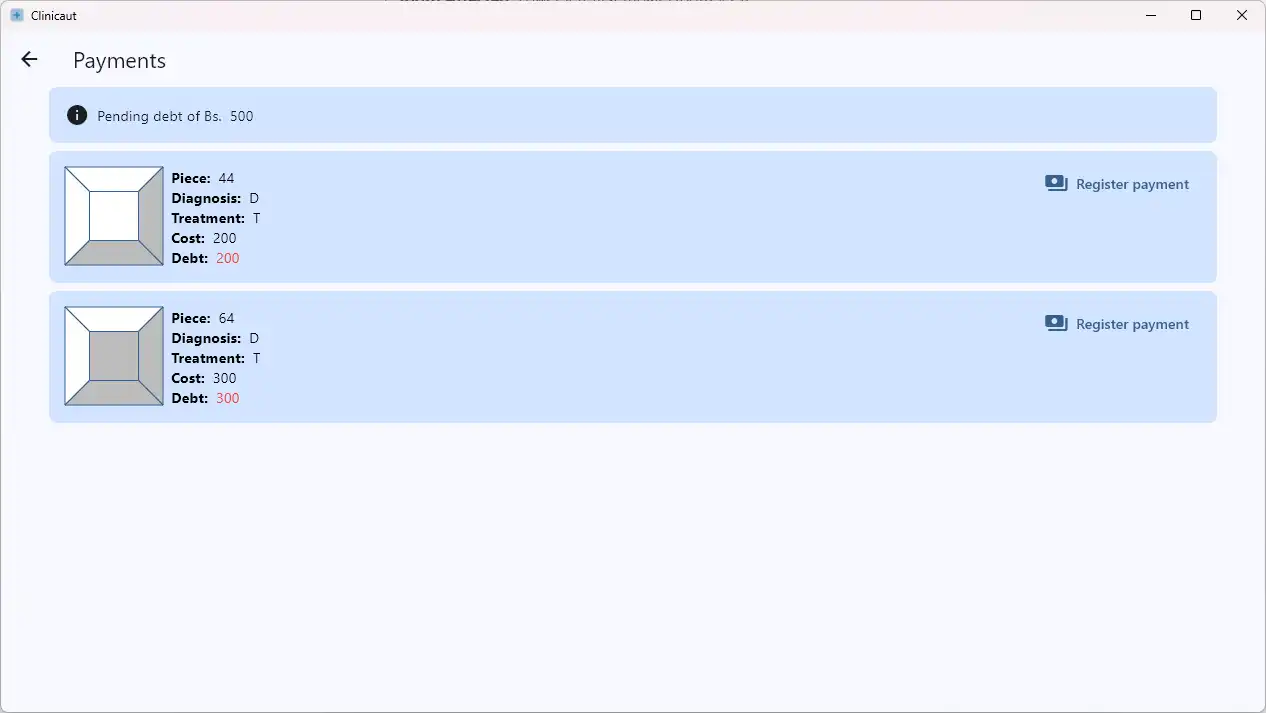 Clinicaut
Payments
Pending debt of Bs. 500
Piece: 44
Register payment
Diagnosis: D
Treatment: T
Cost: 200
Debt: 200
Piece: 64
Register payment
Diagnosis: D
Treatment: T
Cost: 300
Debt: 300